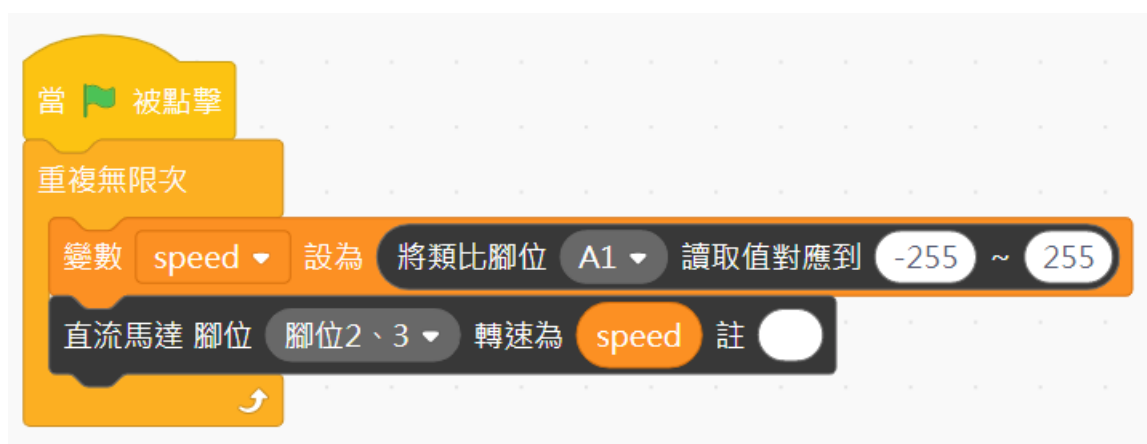 當 被點擊
重複無限次
變數 speed 設為 將類比腳位 A1 讀取值對應到 -255 ~ 255
直流馬達 腳位 腳位2、3 轉速為 speed 註